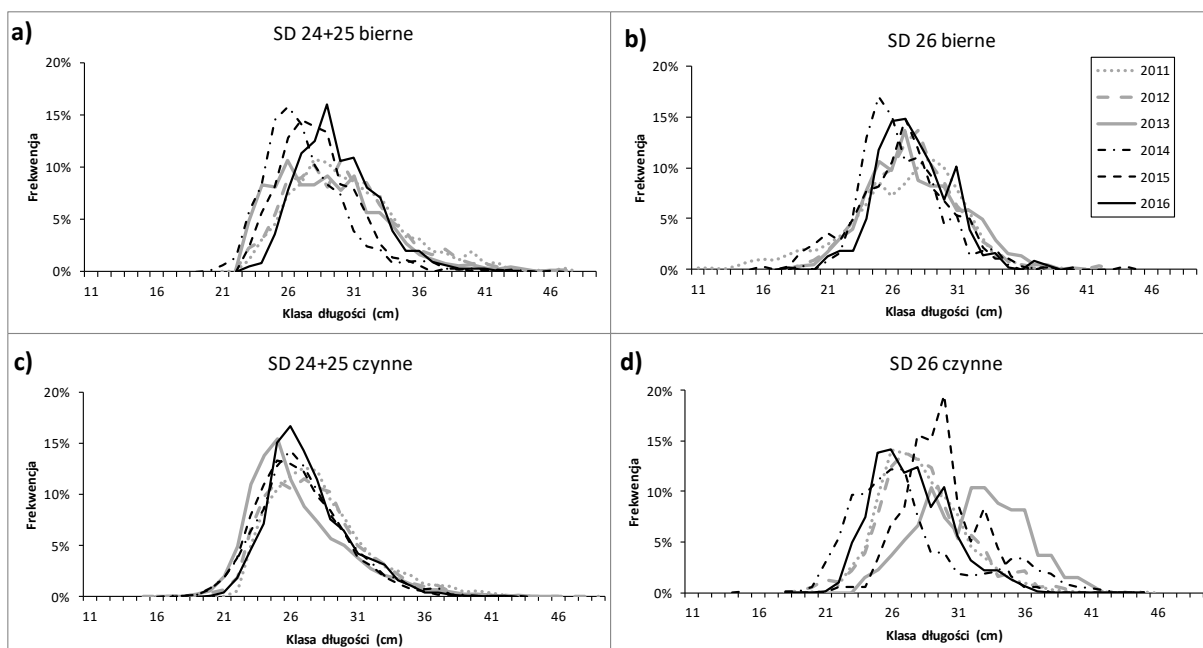 a)
SD 24+25 bierne
20%
15%
10%
5%
0%
Frekwencja
11 16 21 26 31 36 41 46
Klasa długości (cm)
b)
SD 26 bierne
20%
15%
10%
5%
0%
Frekwencja
11 16 21 26 31 36 41 46
Klasa długości (cm)
2011
2012
2013
2014
2015
2016
c)
SD 24+25 czynne
20%
15%
10%
5%
0%
Frekwencja
11 16 21 26 31 36 41 46
Klasa długości (cm)
d)
SD 26 czynne
20%
15%
10%
5%
0%
Frekwencja
11 16 21 26 31 36 41 46
Klasa długości (cm)